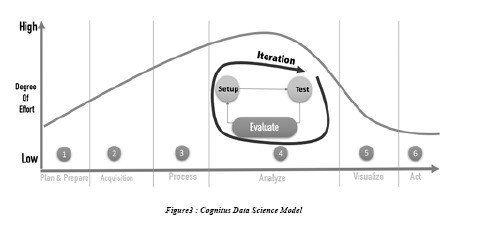 High
Degree
Of
Effort
Low
Iteration
Setup
Test
Evaluate
1
2
3
4
5
6
Plan & Prepare
Acquisition
Process
Analyze
Visualize
Act
Figure3 : Cognitus Data Science Model